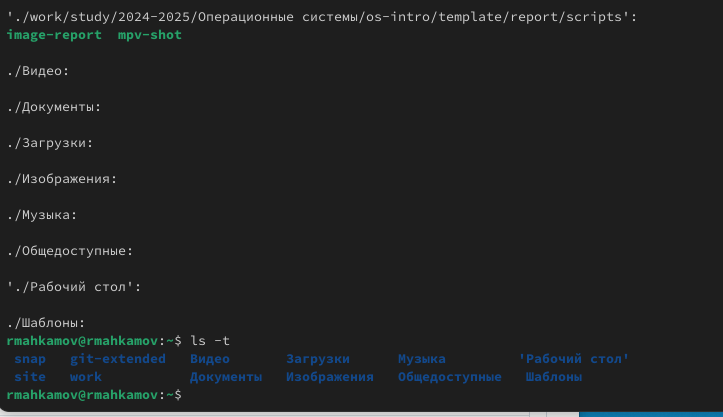 './work/study/2024-2025/Операционные системы/os-intro/template/report/scripts':
image-report  mpv-shot
./Видео:
./Документы:
./Загрузки:
./Изображения:
./Музыка:
./Общедоступные:
'./Рабочий стол':
./Шаблоны:
rmahkamov@rmahkamov:~$ ls -t
snap   git-extended   Видео       Загрузки      Музыка         'Рабочий стол'
site   work           Документы   Изображения   Общедоступные   Шаблоны
rmahkamov@rmahkamov:~$